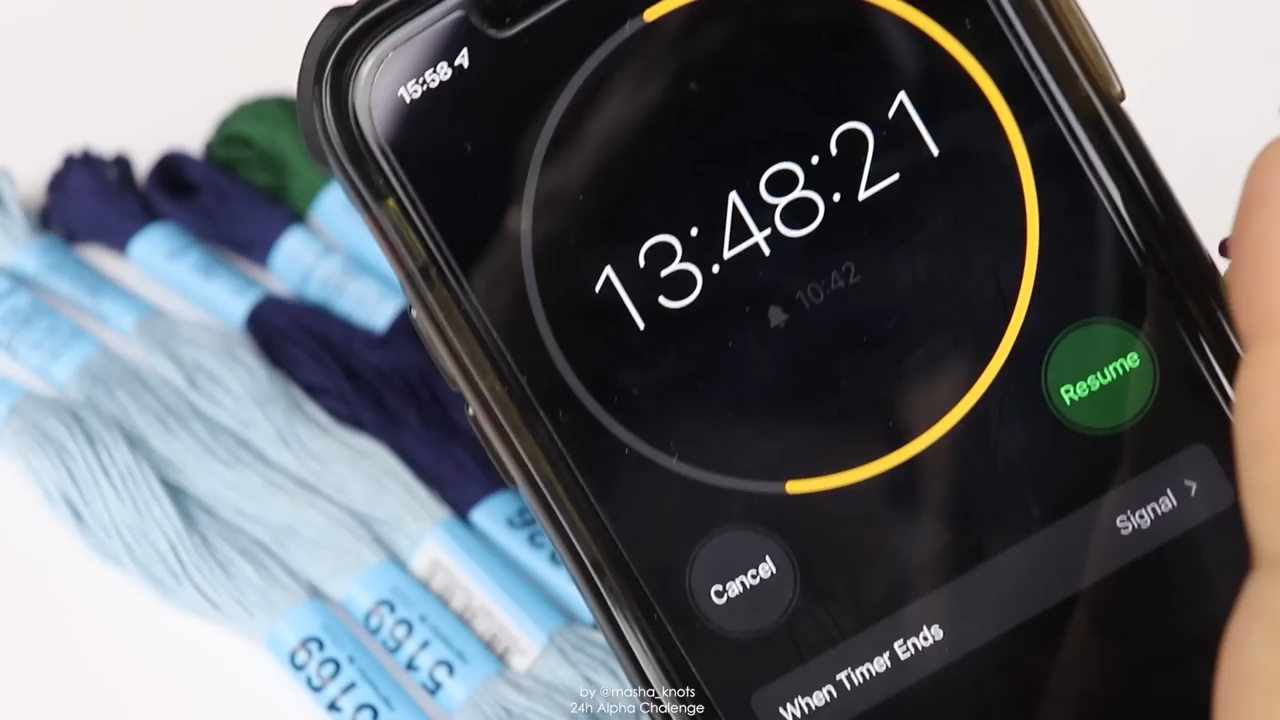 15:58
13:48:21
10:42
Resume
Cancel
Signal
When Timer Ends
5169
5169
by @masha_knots
24h Alpha Chalenge